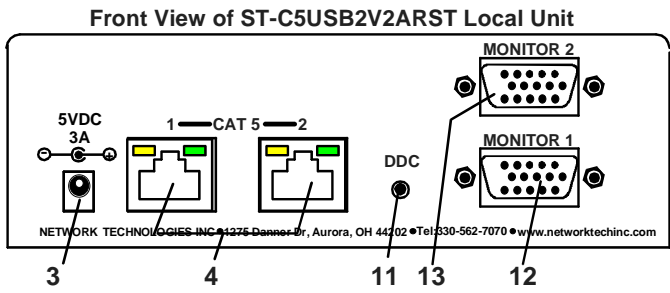 Front View of ST-C5USB2V2ARST Local Unit
MONITOR 2
5VDC
3A
1 CAT 5 2
MONITOR 1
DDC
NETWORK TECHNOLOGIES INC•1275 Danner Dr, Aurora, OH 44202 •Tel:330-562-7070 •www.networktechinc.com
3 4 11 13 12